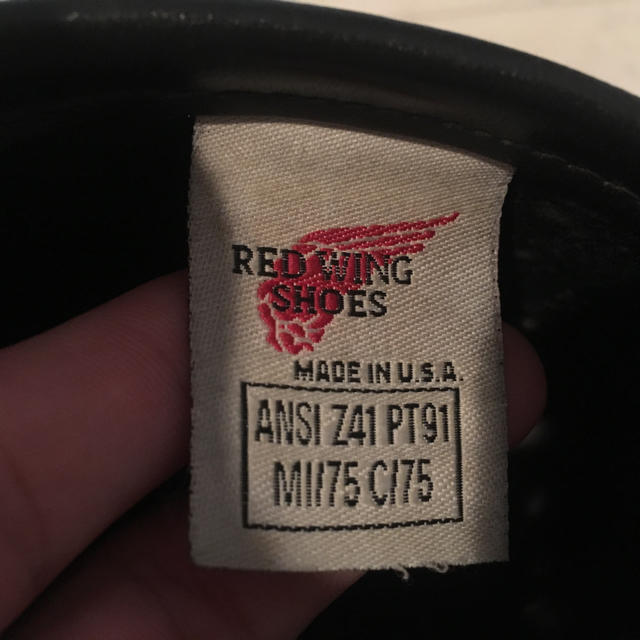 RED WING
SHOES
MADE IN U.S.A.
ANSI Z41 PT91
MI/75 C/75